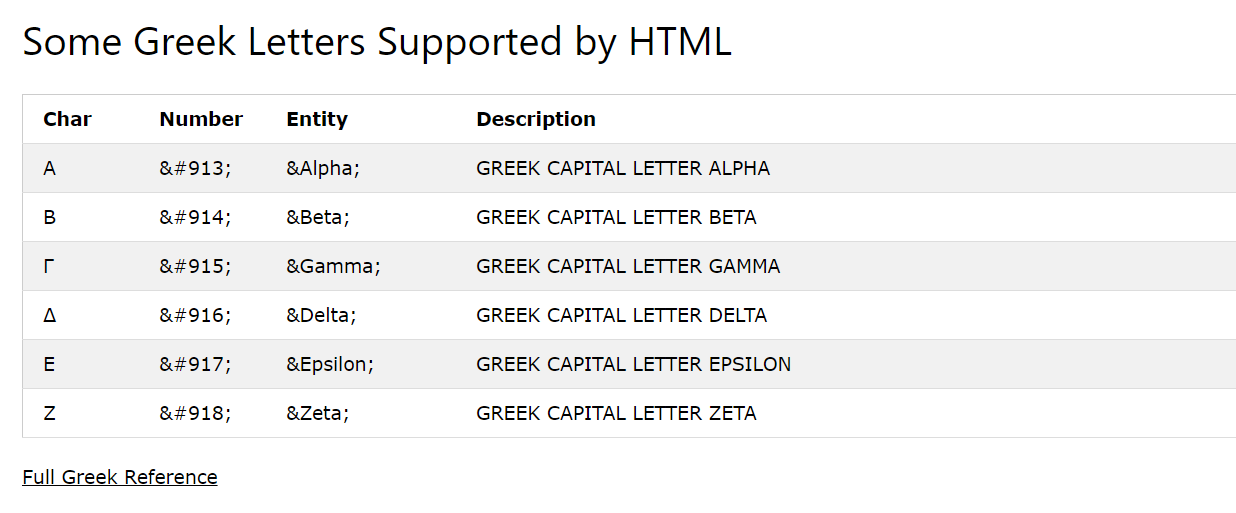 Some Greek Letters Supported by HTML
Char Number Entity Description
Α &#913; &Alpha; GREEK CAPITAL LETTER ALPHA
Β &#914; &Beta; GREEK CAPITAL LETTER BETA
Γ &#915; &Gamma; GREEK CAPITAL LETTER GAMMA
Δ &#916; &Delta; GREEK CAPITAL LETTER DELTA
Ε &#917; &Epsilon; GREEK CAPITAL LETTER EPSILON
Ζ &#918; &Zeta; GREEK CAPITAL LETTER ZETA
Full Greek Reference